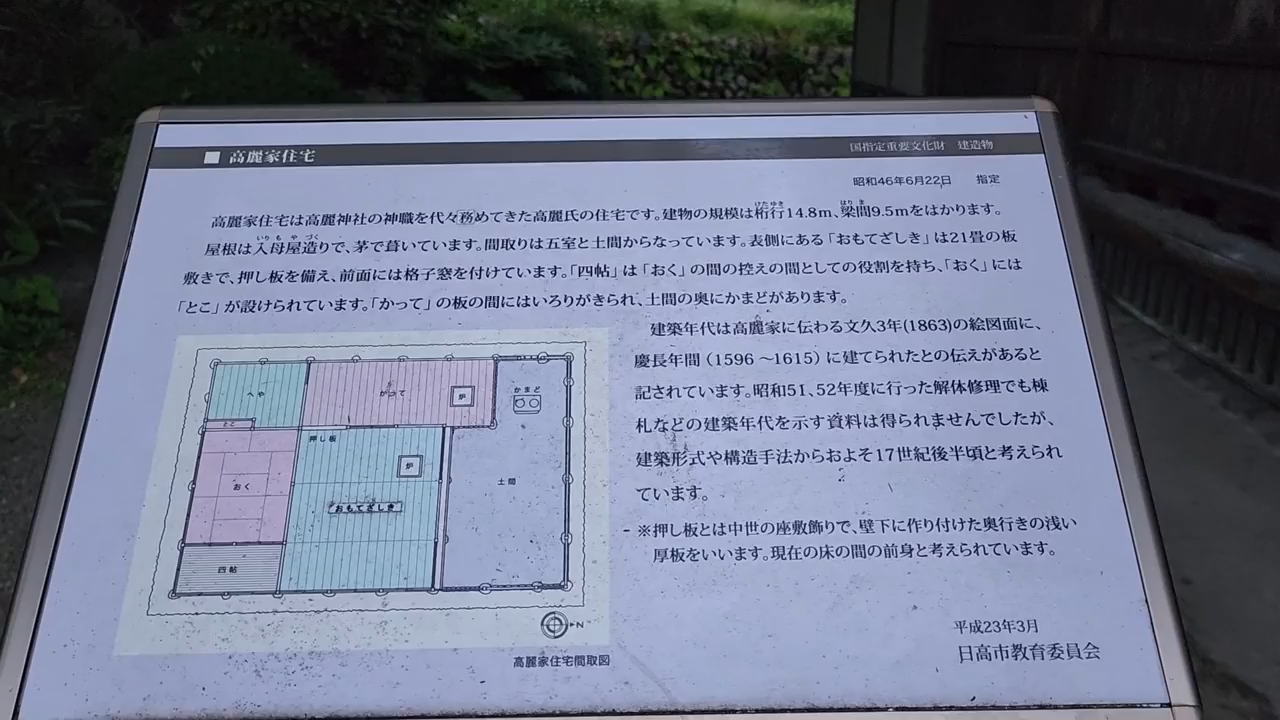 ■ 高麗家住宅
国指定重要文化財　建造物
昭和46年6月22日　指定
高麗家住宅は高麗神社の神職を代々務めてきた高麗氏の住宅です。建物の規模は桁行14.8m、梁間9.5mをはかります。
屋根は入母屋造りで、茅で葺いています。間取りは五室と土間からなっています。表側にある「おもてざしき」は21畳の板
敷きで、押し板を備え、前面には格子窓を付けています。「四帖」は「おく」の間の控えの間としての役割を持ち、「おく」には
「とこ」が設けられています。「かって」の板の間にはいろりがきられ、土間の奥にかまどがあります。
建築年代は高麗家に伝わる文久3年(1863)の絵図面に、
慶長年間（1596～1615）に建てられたとの伝えがあると
記されています。昭和51、52年度に行った解体修理でも棟
札などの建築年代を示す資料は得られませんでしたが、
建築形式や構造手法からおよそ17世紀後半頃と考えられ
ています。
※押し板とは中世の座敷飾りで、壁下に作り付けた奥行きの浅い
厚板をいいます。現在の床の間の前身と考えられています。
平成23年3月
日高市教育委員会
へや
かって
炉
かまど
とこ
押し板
炉
おく
おもてざしき
土間
四帖
N
高麗家住宅間取図